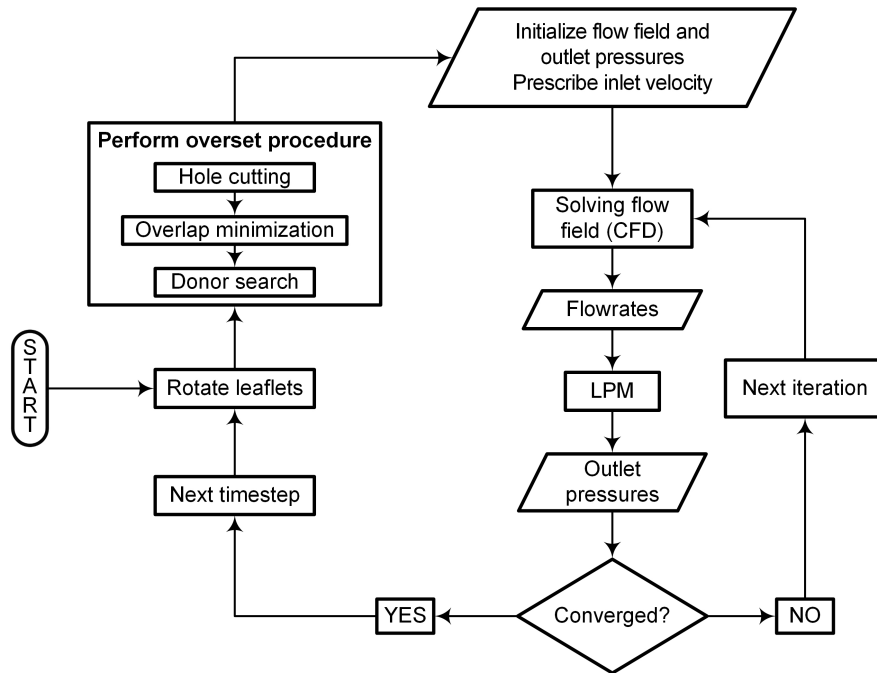 START
Rotate leaflets
Perform overset procedure
Hole cutting
Overlap minimization
Donor search
Initialize flow field and
outlet pressures
Prescribe inlet velocity
Solving flow
field (CFD)
Flowrates
LPM
Outlet
pressures
Converged?
YES
NO
Next timestep
Next iteration